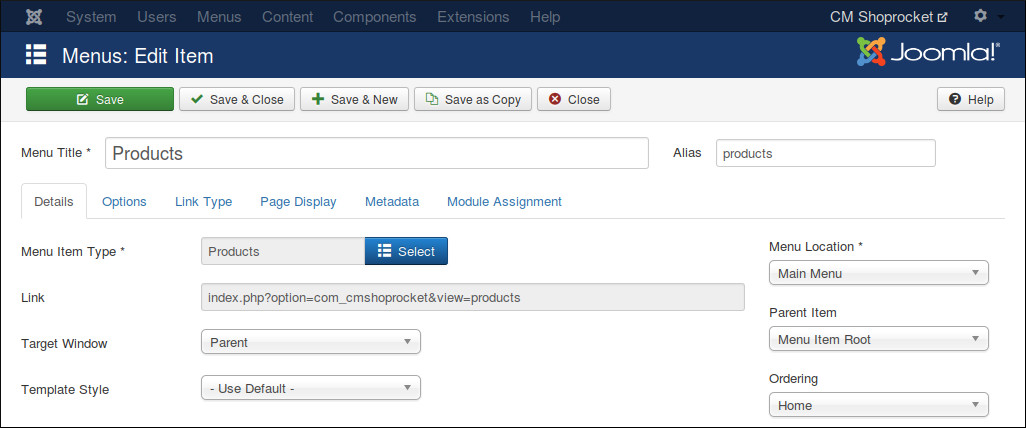 System Users Menus Content Components Extensions Help CM Shoprocket
Menus: Edit Item Joomla!®
Save Save & Close Save & New Save as Copy Close Help
Menu Title * Products Alias products
Details Options Link Type Page Display Metadata Module Assignment
Menu Item Type * Products Select
Menu Location *
Main Menu
Link index.php?option=com_cmshoprocket&view=products
Parent Item
Target Window Parent
Menu Item Root
Template Style - Use Default -
Ordering
Home